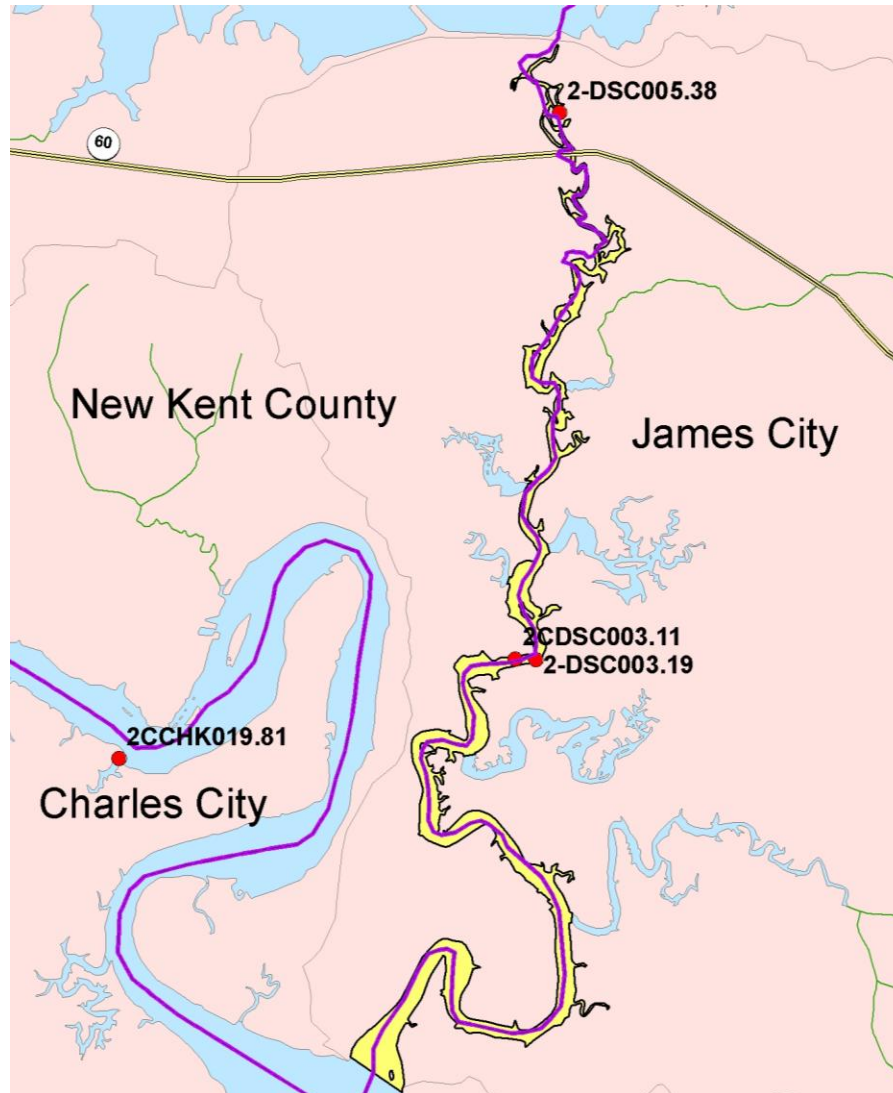 2-DSC005.38
60
New Kent County
James City
2CDSC003.11
2-DSC003.19
2CCHK019.81
Charles City